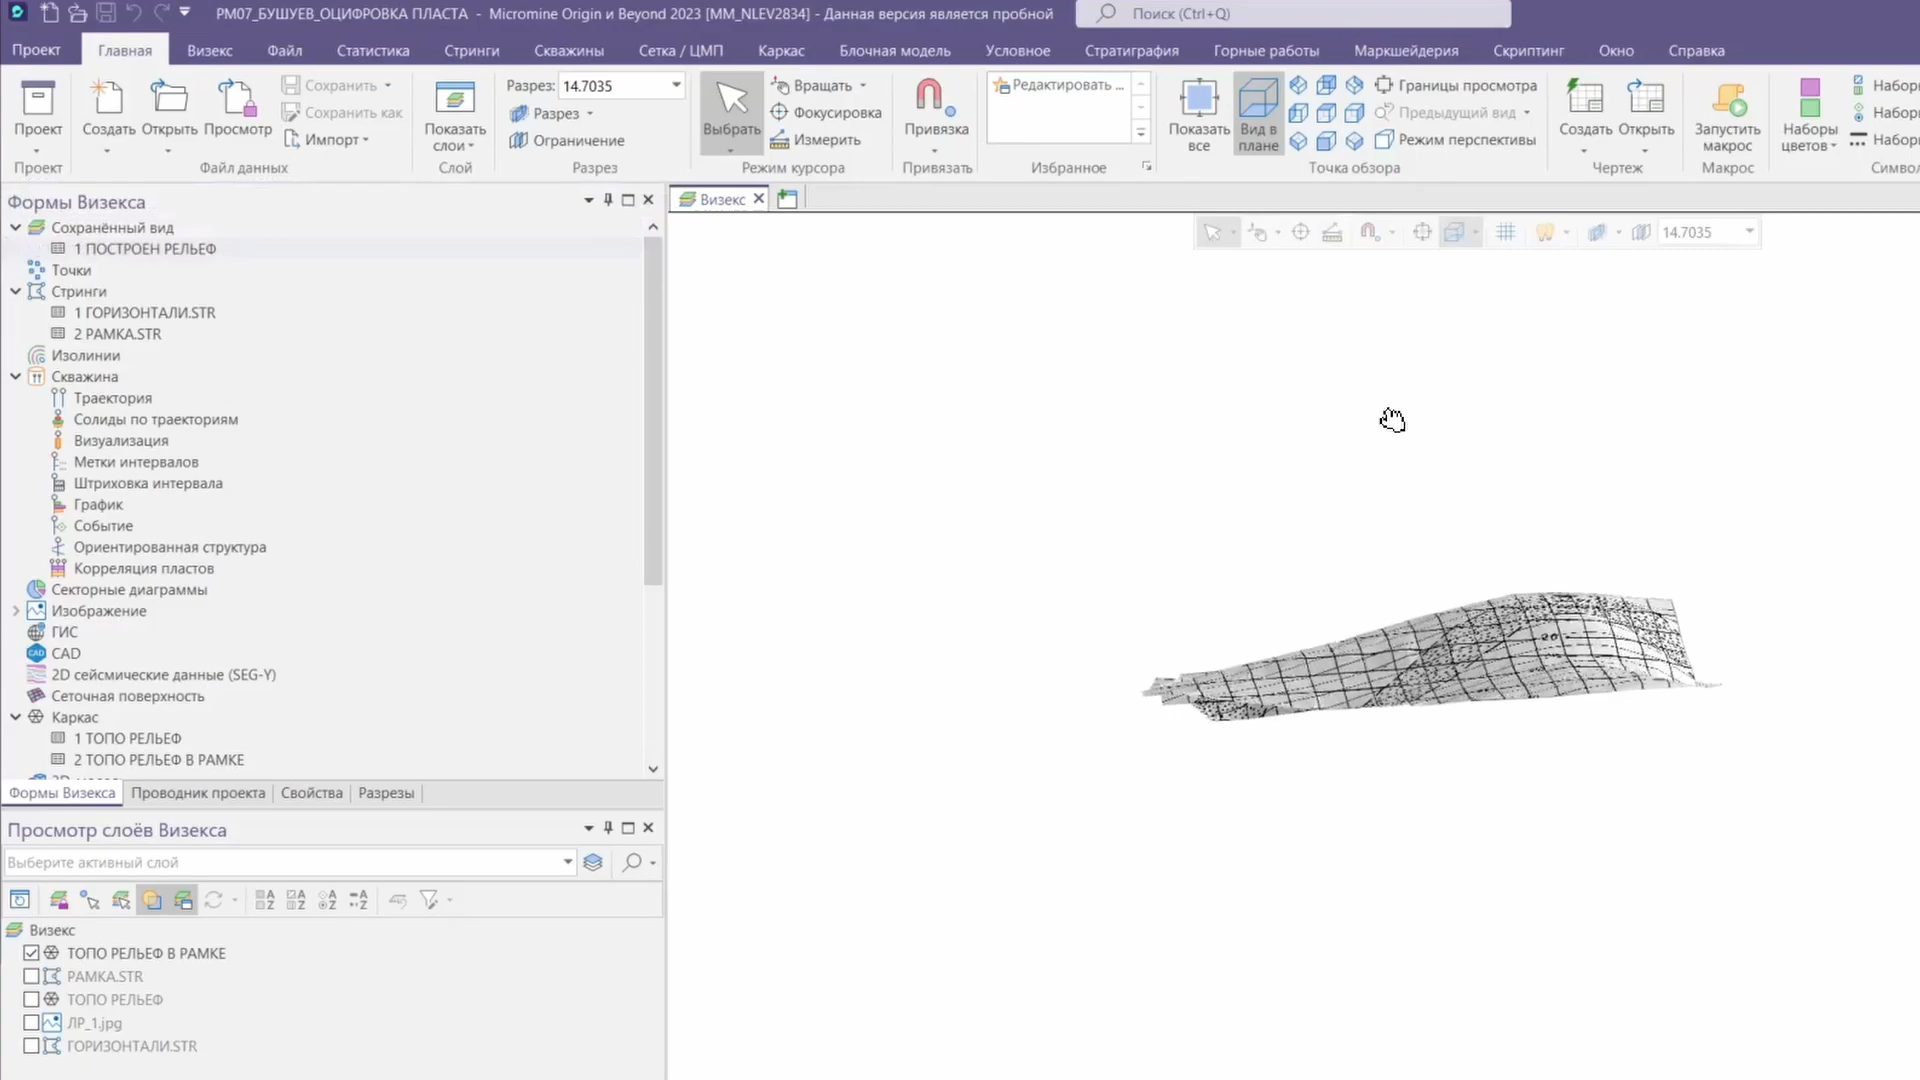 PM07_БУШУЕВ_ОЦИФРОВКА ПЛАСТА - Micromine Origin и Beyond 2023 [MM_NLEV2834] - Данная версия является пробной
Поиск (Ctrl+Q)
Проект Главная Визекс Файл Статистика Стринги Скважины Сетка / ЦМП Каркас Блочная модель Условное Стратиграфия Горные работы Маркшейдерия Скриптинг Окно Справка
Проект
Создать
Открыть
Просмотр
Сохранить
Сохранить как
Импорт
Показать слои
Разрез: 14.7035
Разрез
Ограничение
Выбрать
Вращать
Фокусировка
Измерить
Привязка
Редактировать ...
Показать все
Вид в плане
Границы просмотра
Предыдущий вид
Режим перспективы
Создать
Открыть
Запустить макрос
Наборы цветов
Набор
Набор
Набор
Проект Файл данных Слой Разрез Режим курсора Привязать Избранное Точка обзора Чертеж Макрос Симво
Формы Визекса
Сохранённый вид
1 ПОСТРОЕН РЕЛЬЕФ
Точки
Стринги
1 ГОРИЗОНТАЛИ.STR
2 РАМКА.STR
Изолинии
Скважина
Траектория
Солиды по траекториям
Визуализация
Метки интервалов
Штриховка интервала
График
Событие
Ориентированная структура
Корреляция пластов
Секторные диаграммы
Изображение
ГИС
CAD CAD
2D сейсмические данные (SEG-Y)
Сеточная поверхность
Каркас
1 ТОПО РЕЛЬЕФ
2 ТОПО РЕЛЬЕФ В РАМКЕ
Формы Визекса Проводник проекта Свойства Разрезы
Просмотр слоёв Визекса
Выберите активный слой
Визекс
ТОПО РЕЛЬЕФ В РАМКЕ
РАМКА.STR
ТОПО РЕЛЬЕФ
ЛР_1.jpg
ГОРИЗОНТАЛИ.STR
Визекс
14.7035
20